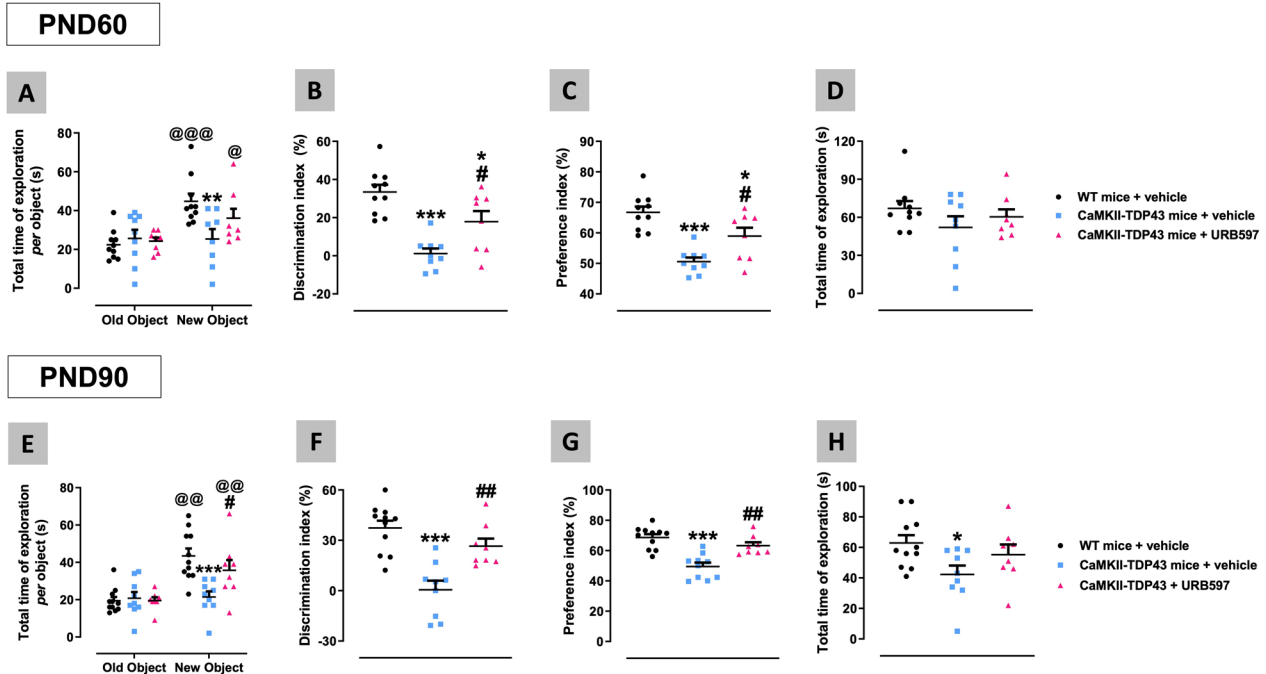 PND60
A
B
C
D
Total time of exploration
per object (s)
80
60
40
20
0
@@@
**
@
Old Object
New Object
Discrimination index (%)
60
40
20
0
-20
***
*
#
Preference index (%)
90
80
70
60
50
40
***
*
#
Total time of exploration (s)
120
90
60
30
0
WT mice + vehicle
CaMKII-TDP43 mice + vehicle
CaMKII-TDP43 mice + URB597
PND90
E
F
G
H
Total time of exploration
per object (s)
80
60
40
20
0
@@
***
@@
#
Old Object
New Object
Discrimination index (%)
60
30
0
-30
***
##
Preference index (%)
100
80
60
40
20
0
***
##
Total time of exploration (s)
100
80
60
40
20
0
*
WT mice + vehicle
CaMKII-TDP43 mice + vehicle
CaMKII-TDP43 + URB597